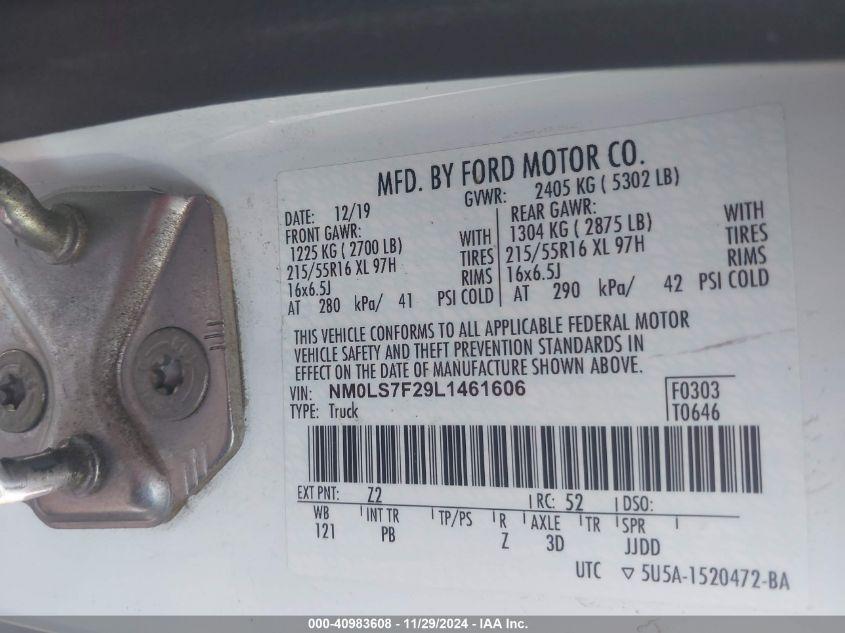 MFD. BY FORD MOTOR CO.
DATE: 12/19
GVWR: 2405 KG ( 5302 LB)
FRONT GAWR:
1225 KG ( 2700 LB) WITH
215/55R16 XL 97H TIRES
16x6.5J RIMS
AT 280 kPa/ 41 PSI COLD
REAR GAWR:
1304 KG ( 2875 LB) WITH
215/55R16 XL 97H TIRES
16x6.5J RIMS
AT 290 kPa/ 42 PSI COLD
THIS VEHICLE CONFORMS TO ALL APPLICABLE FEDERAL MOTOR
VEHICLE SAFETY AND THEFT PREVENTION STANDARDS IN
EFFECT ON THE DATE OF MANUFACTURE SHOWN ABOVE.
VIN: NM0LS7F29L1461606
TYPE: Truck
F0303
T0646
EXT PNT: Z2 RC: 52 DSO:
WB INT TR TP/PS R AXLE TR SPR
121 PB Z 3D JJDD
UTC ▽ 5U5A-1520472-BA
000-40983608 - 11/29/2024 - IAA Inc.